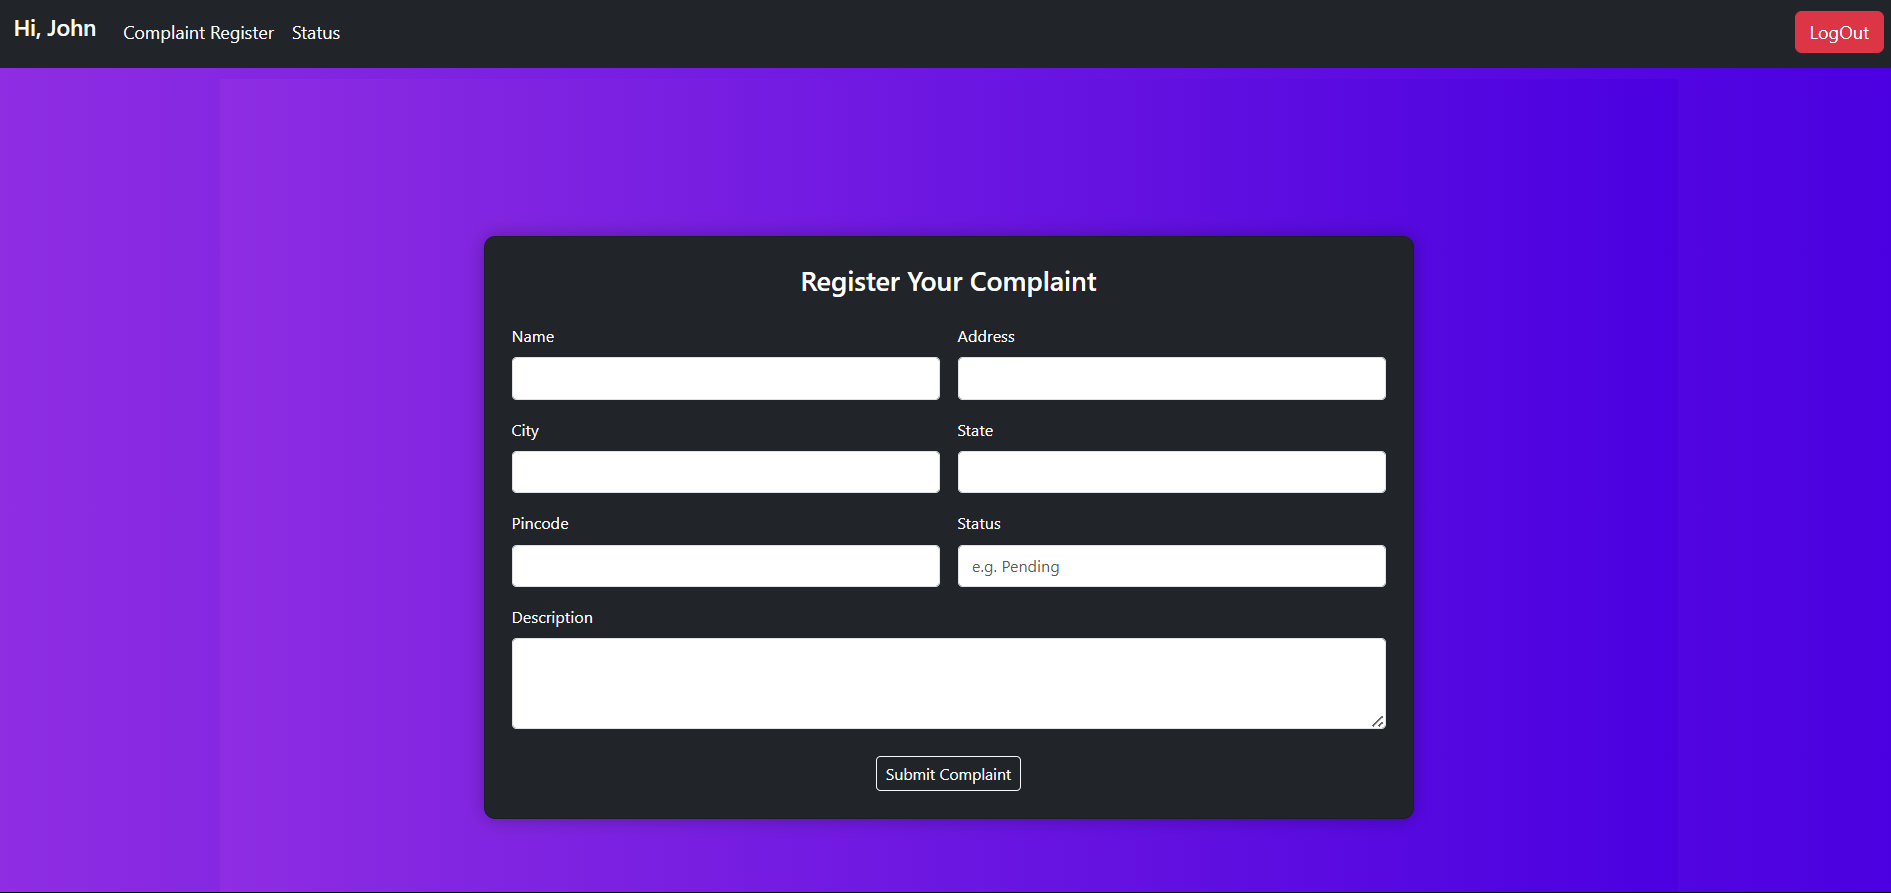 Hi, John Complaint Register Status LogOut
Register Your Complaint
Name Address
City State
Pincode Status
e.g. Pending
Description
Submit Complaint